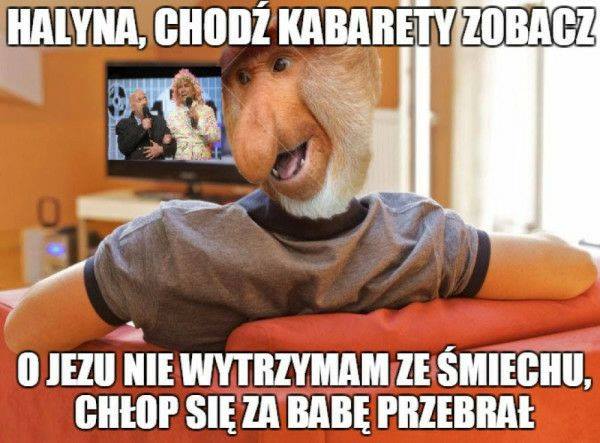 HALYNA, CHODŹ KABARETY ZOBACZ
O JEZU NIE WYTRZYMAM ZE ŚMIECHU,
CHŁOP SIĘ ZA BABĘ PRZEBRAŁ